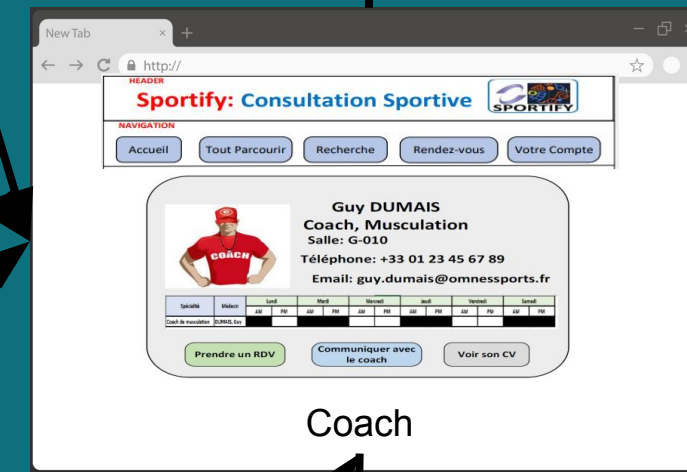 New Tab
http://
HEADER
Sportify: Consultation Sportive
SPORTIFY
NAVIGATION
Accueil Tout Parcourir Recherche Rendez-vous Votre Compte
Guy DUMAIS
Coach, Musculation
Salle: G-010
COACH
Téléphone: +33 01 23 45 67 89
Email: guy.dumais@omnessports.fr
Spécialité Médecin Lundi Mardi Mercredi Jeudi Vendredi Samedi
AM PM AM PM AM PM AM PM AM PM AM PM
Coach de musculation DUMAIS, Guy
Prendre un RDV Communiquer avec le coach Voir son CV
Coach